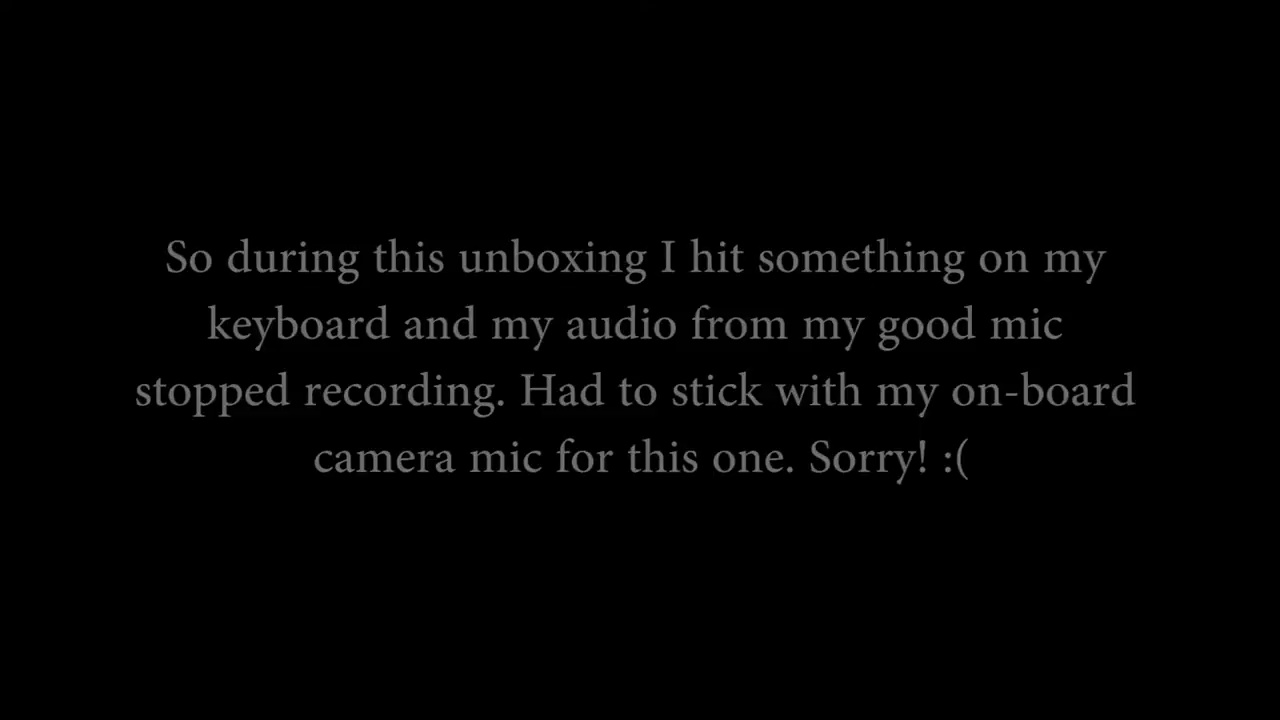 So during this unboxing I hit something on my
keyboard and my audio from my good mic
stopped recording. Had to stick with my on-board
camera mic for this one. Sorry! :(